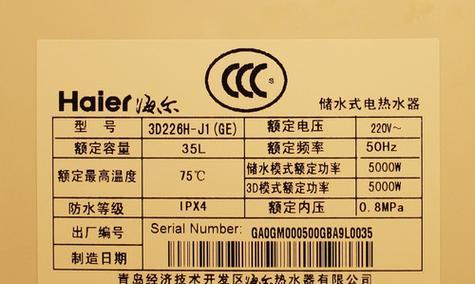 CCC S
Haier 海尔 储水式电热水器
型 号 3D226H-J1(GE) 额定电压 220V~
额定容量 35L 额定频率 50Hz
额定最高温度 75℃ 储水模式额定功率 5000W
3D模式额定功率 5000W
防水等级 IPX4 额定内压 0.8MPa
出厂编号 Serial Number: GA0GM000500GBA9L0035
制造日期
青岛经济技术开发区海尔热水器有限公司